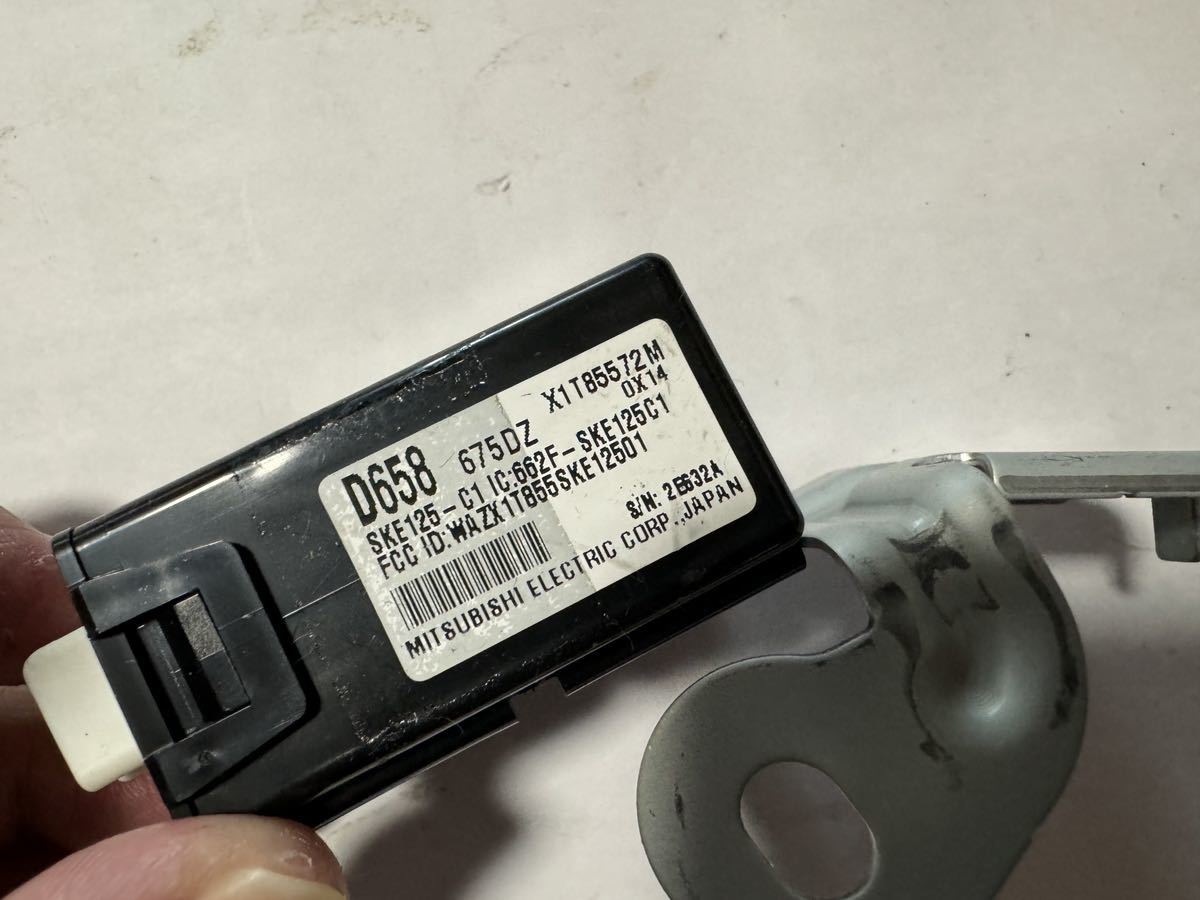 D658 675DZ X1T85572M
0X14
SKE125-C1 IC:662F-SKE125C1
FCC ID:WAZX1T855SKE12501
S/N: 2E632A
MITSUBISHI ELECTRIC CORP.,JAPAN